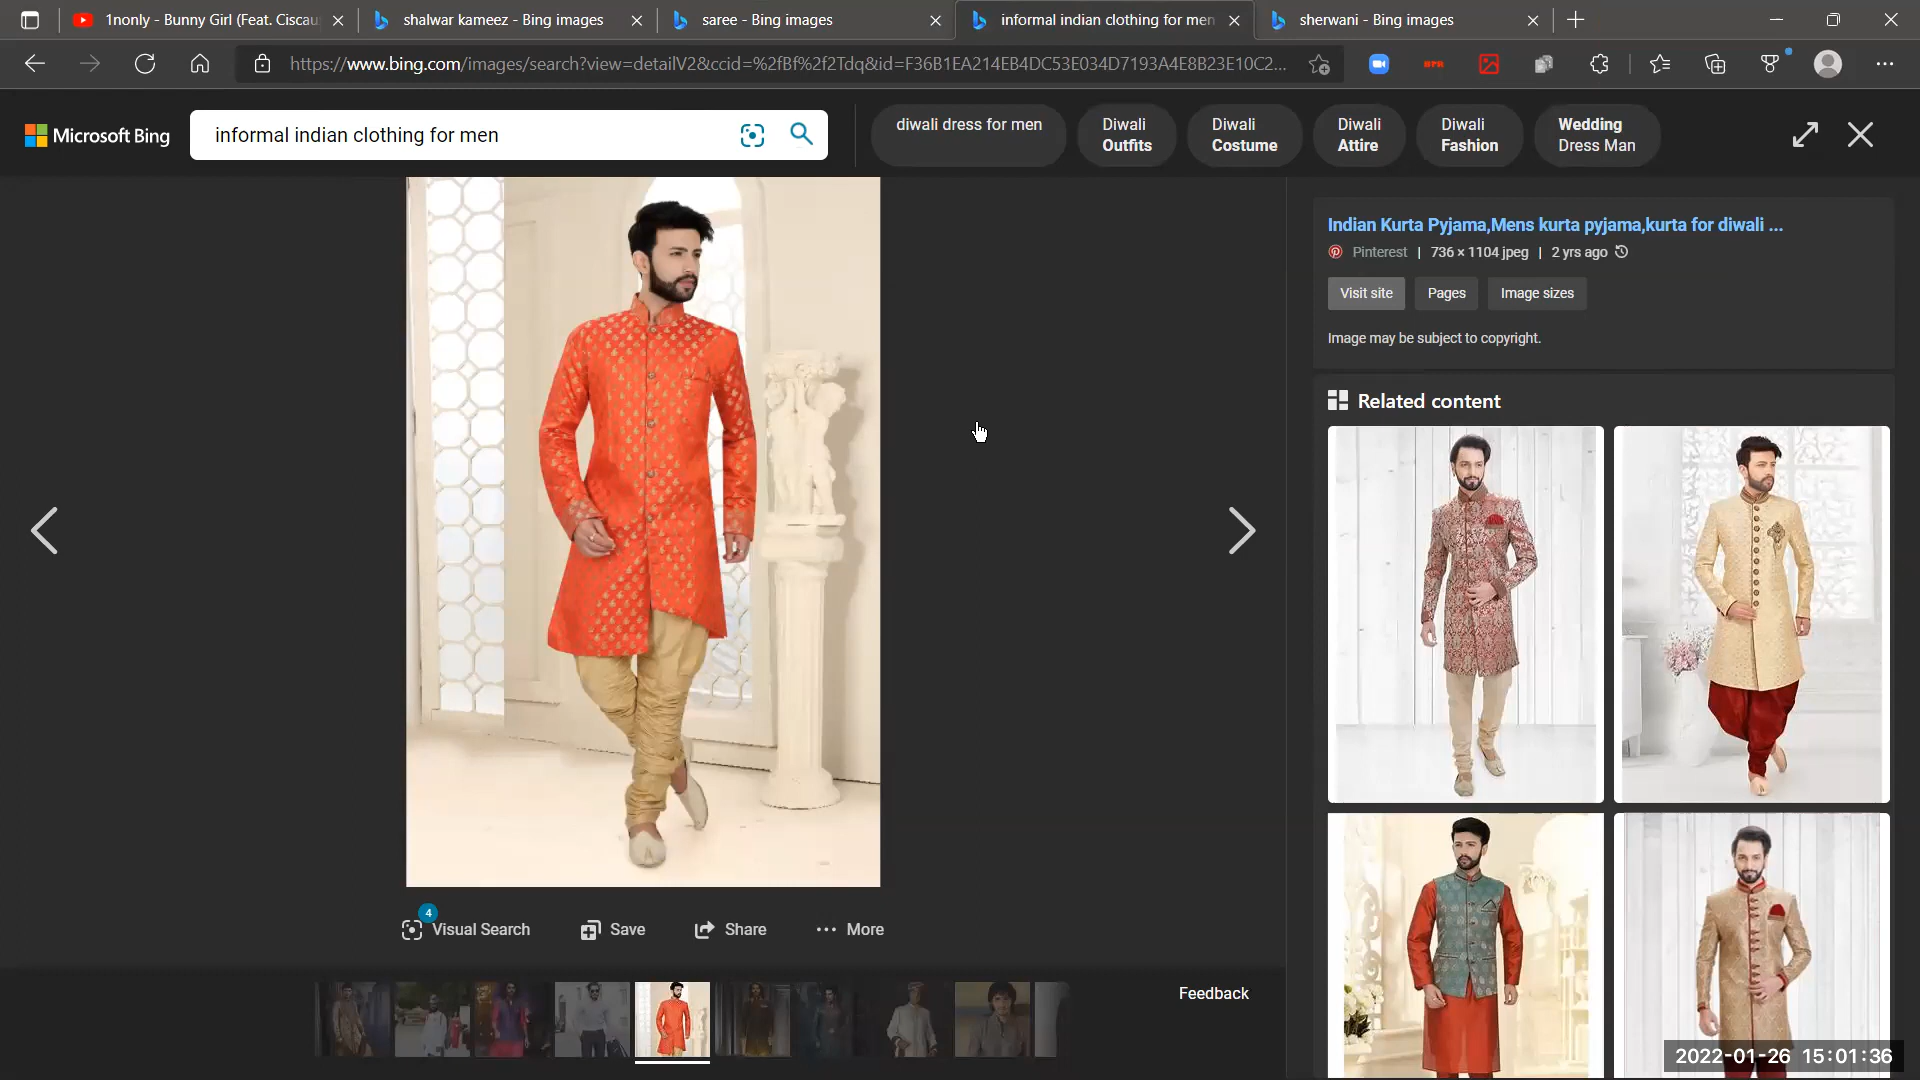 1nonly - Bunny Girl (Feat. Ciscau
shalwar kameez - Bing images
saree - Bing images
informal indian clothing for men
sherwani - Bing images
https://www.bing.com/images/search?view=detailV2&ccid=%2fBf%2f2Tdq&id=F36B1EA214EB4DC53E034D7193A4E8B23E10C2...
Microsoft Bing
informal indian clothing for men
diwali dress for men
Diwali
Outfits
Diwali
Costume
Diwali
Attire
Diwali
Fashion
Wedding
Dress Man
Indian Kurta Pyjama,Mens kurta pyjama,kurta for diwali ...
Pinterest | 736 × 1104 jpeg | 2 yrs ago
Visit site
Pages
Image sizes
Image may be subject to copyright.
Related content
4
Visual Search
Save
Share
More
Feedback
2022-01-26 15:01:36